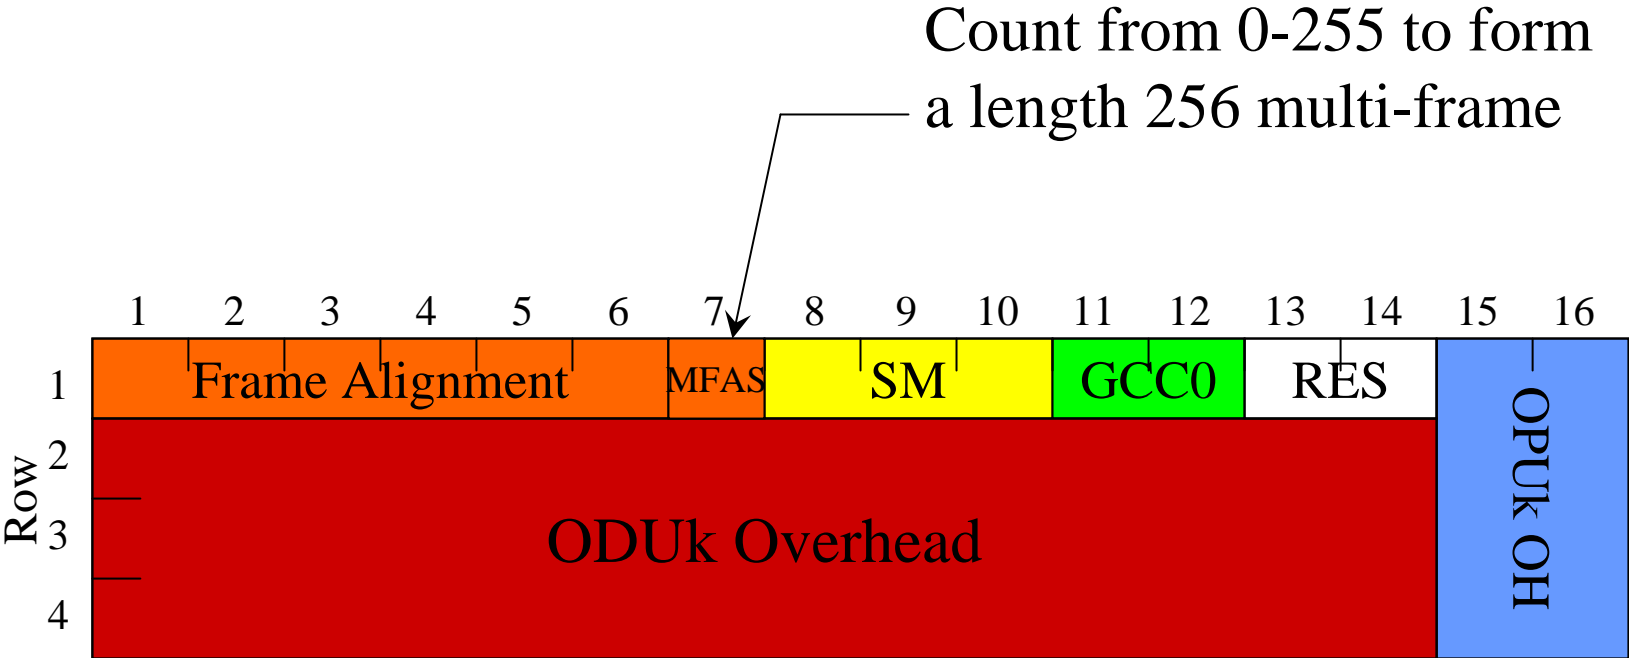 Count from 0-255 to form
a length 256 multi-frame
1 2 3 4 5 6 7 8 9 10 11 12 13 14 15 16
1 Frame Alignment MFAS SM GCC0 RES
2
Row
3 ODUk Overhead
4
OPUk OH